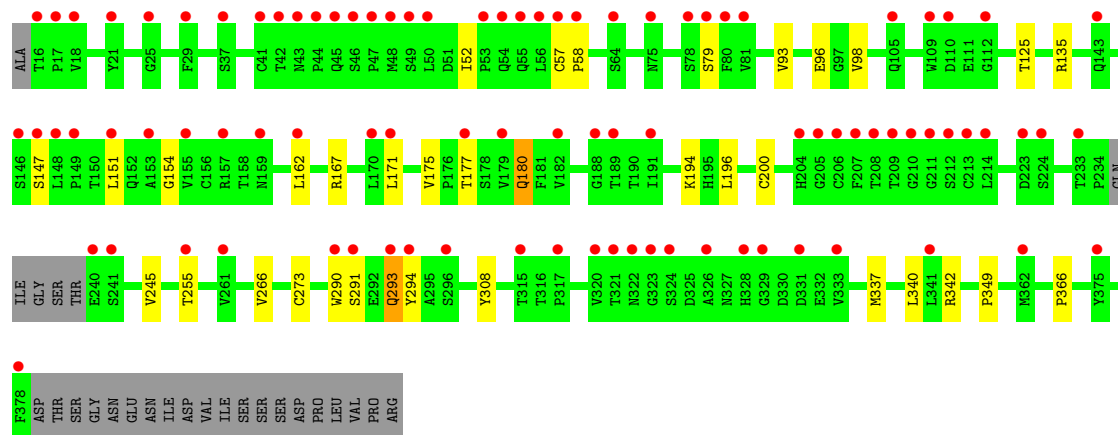 ALA T16 P17 V18 Y21 G25 F29 S37 C41 T42 N43 P44 Q45 S46 P47 M48 S49 L50 D51 I52 P53 Q54 Q55 L56 C57 P58 S64 N75 S78 S79 F80 V81 V93 E96 G97 V98 Q105 W109 D110 E111 G112 T125 R135 Q143
S146 S147 L148 P149 T150 L151 Q152 A153 G154 V155 C156 R157 T158 N159 L162 R167 L170 L171 V175 P176 T177 S178 V179 Q180 F181 V182 G188 T189 T190 I191 K194 H195 L196 C200 H204 G205 C206 F207 T208 T209 G210 G211 S212 C213 L214 D223 S224 T233 P234 GLN
ILE GLY SER THR E240 S241 V245 T255 V261 V266 C273 W290 S291 E292 Q293 Y294 A295 S296 Y308 T315 T316 P317 V320 T321 N322 G323 S324 D325 A326 N327 H328 G329 D330 D331 E332 V333 M337 L340 L341 R342 P349 M362 P366 Y375
F378 ASP THR SER GLY ASN GLU ASN ILE ASP VAL ILE SER SER SER ASP PRO LEU VAL PRO ARG